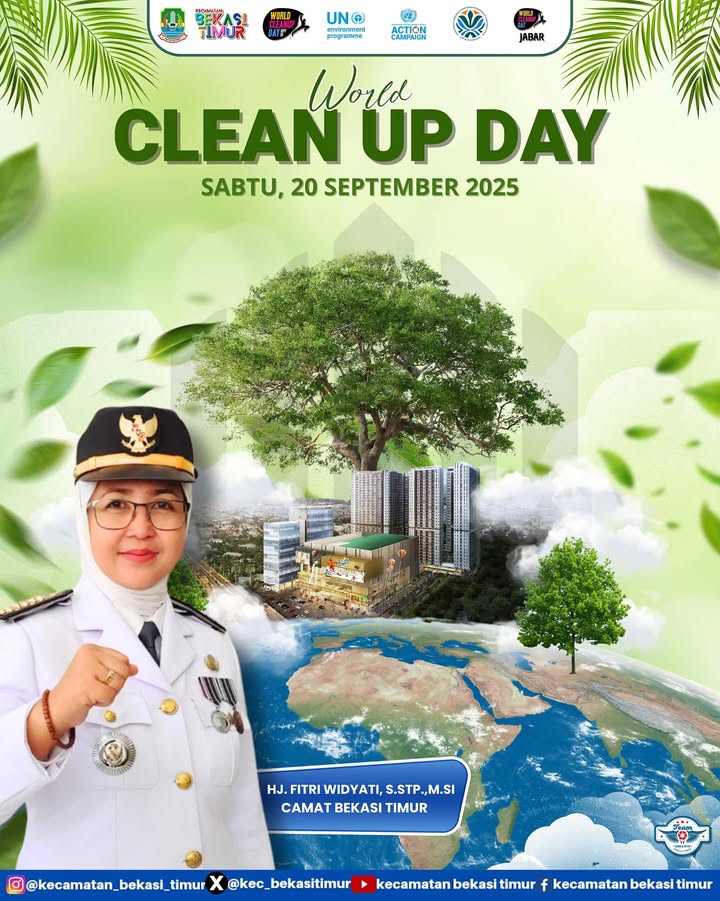 KECAMATAN
BEKASI
TIMUR
WORLD
CLEANUP
DAY
UN
environment
programme
ACTION
CAMPAIGN
WORLD
CLEANUP
DAY
JABAR
World
CLEAN UP DAY
SABTU, 20 SEPTEMBER 2025
HJ. FITRI WIDYATI, S.STP.,M.SI
CAMAT BEKASI TIMUR
Team
@kecamatan_bekasi_timur @kec_bekasitimur kecamatan bekasi timur kecamatan bekasi timur